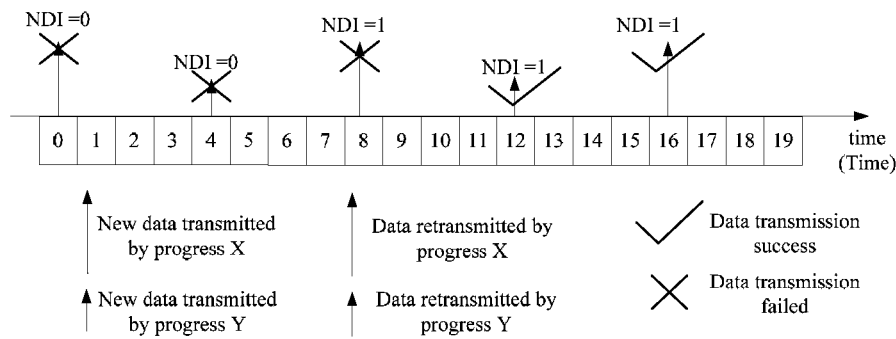 NDI =0
NDI =0
NDI =1
NDI =1
NDI =1
0 1 2 3 4 5 6 7 8 9 10 11 12 13 14 15 16 17 18 19
time
(Time)
New data transmitted
by progress X
Data retransmitted by
progress X
Data transmission
success
New data transmitted
by progress Y
Data retransmitted by
progress Y
Data transmission
failed